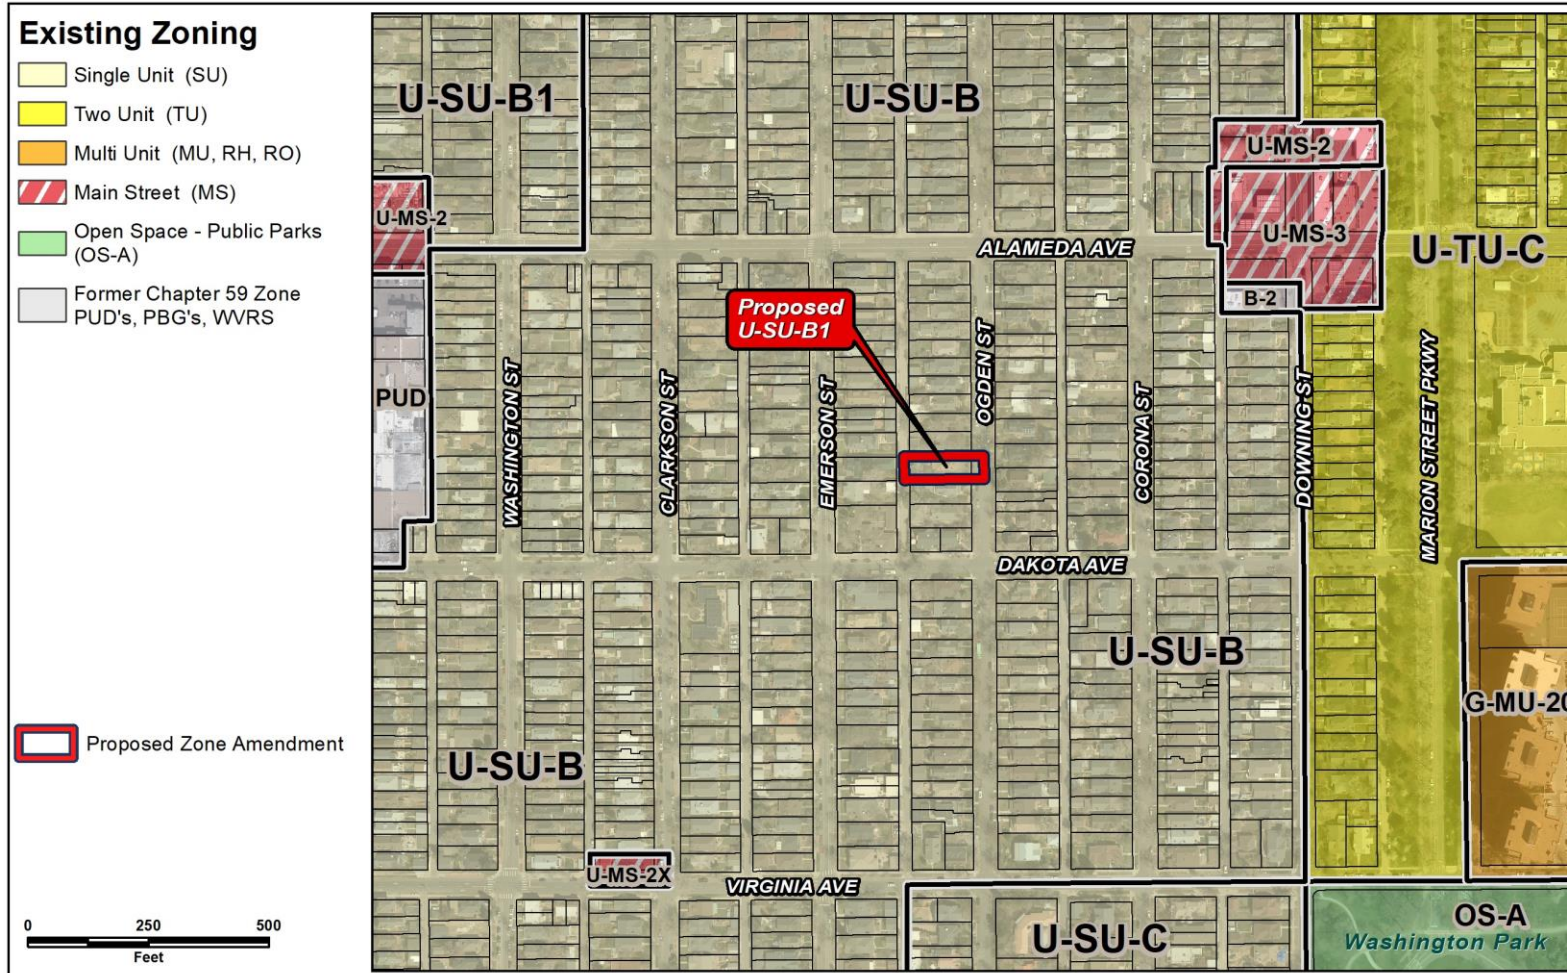 Existing Zoning
Single Unit (SU)
Two Unit (TU)
Multi Unit (MU, RH, RO)
Main Street (MS)
Open Space - Public Parks
(OS-A)
Former Chapter 59 Zone
PUD's, PBG's, WVRS
Proposed Zone Amendment
0 250 500
Feet
U-SU-B1
U-SU-B
U-MS-2
U-MS-2
U-MS-3
ALAMEDA AVE
U-TU-C
B-2
Proposed
U-SU-B1
PUD
WASHINGTON ST
CLARKSON ST
EMERSON ST
OGDEN ST
CORONA ST
DOWNING ST
MARION STREET PKWY
DAKOTA AVE
U-SU-B
G-MU-20
U-SU-B
U-MS-2X
VIRGINIA AVE
U-SU-C
OS-A
Washington Park